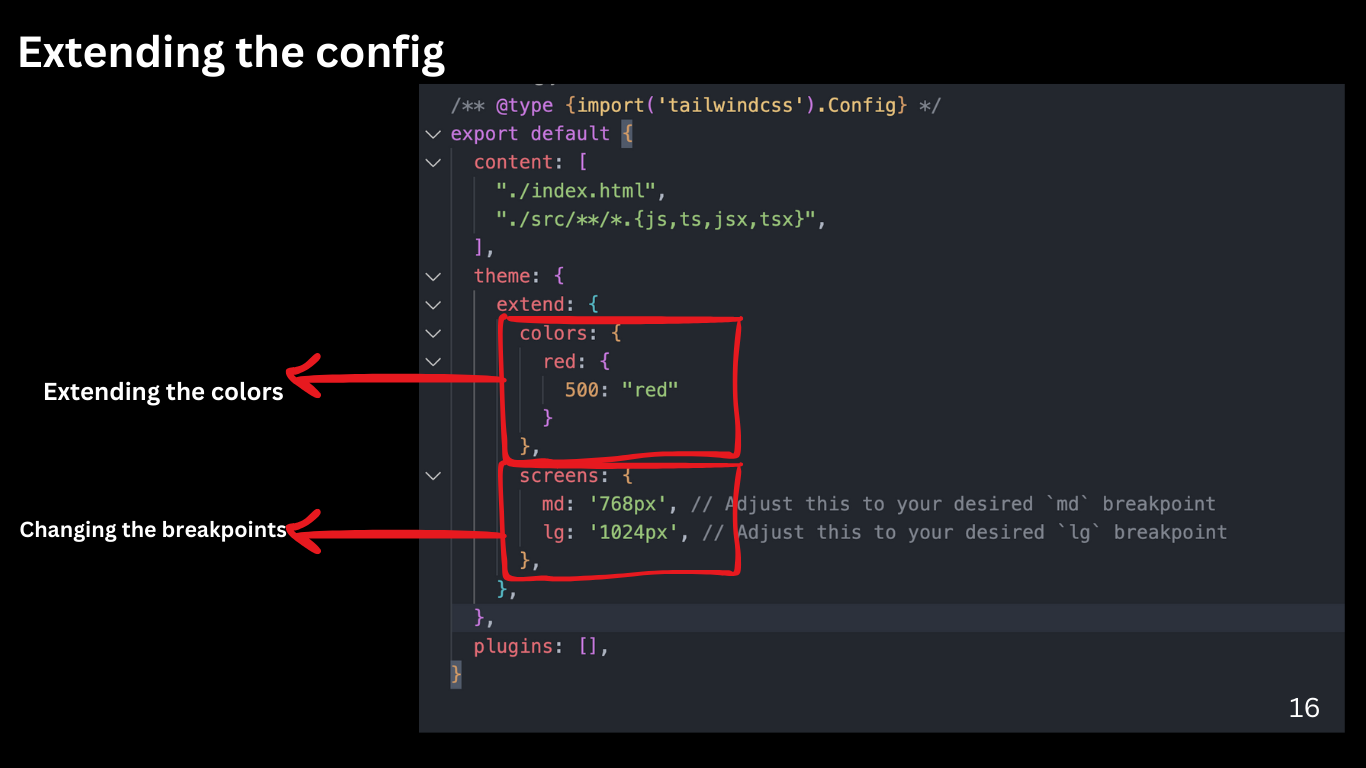 Extending the config
/** @type {import('tailwindcss').Config} */
export default {
content: [
"./index.html",
"./src/**/*.{js,ts,jsx,tsx}",
],
theme: {
extend: {
colors: {
red: {
500: "red"
}
},
screens: {
md: '768px', // Adjust this to your desired `md` breakpoint
lg: '1024px', // Adjust this to your desired `lg` breakpoint
},
},
},
plugins: [],
}
Extending the colors
Changing the breakpoints
16